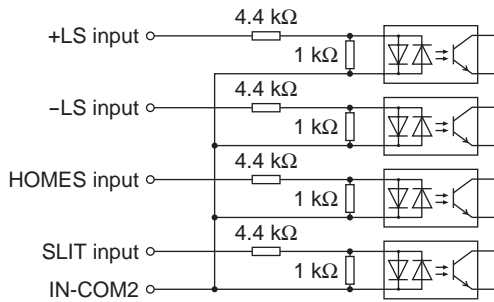 4.4 kΩ
+LS input
1 kΩ
4.4 kΩ
−LS input
1 kΩ
4.4 kΩ
HOMES input
1 kΩ
4.4 kΩ
SLIT input
1 kΩ
IN-COM2